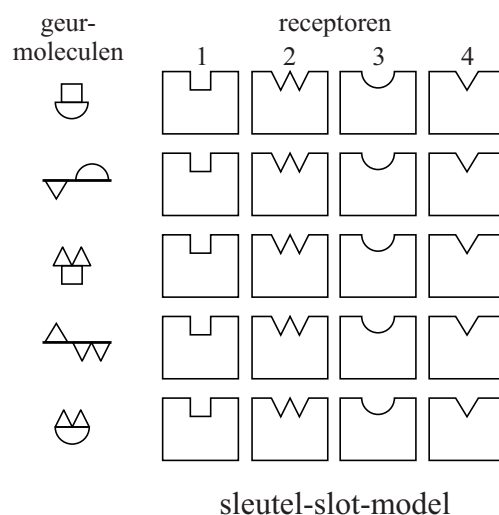 geur-
moleculen
receptoren
1 2 3 4
sleutel-slot-model